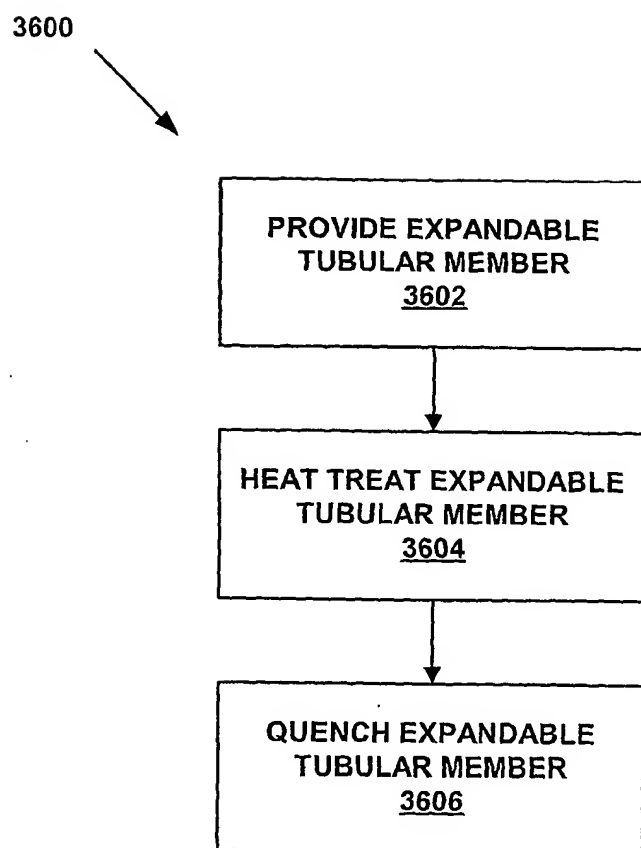 3600
PROVIDE EXPANDABLE
TUBULAR MEMBER
3602
HEAT TREAT EXPANDABLE
TUBULAR MEMBER
3604
QUENCH EXPANDABLE
TUBULAR MEMBER
3606